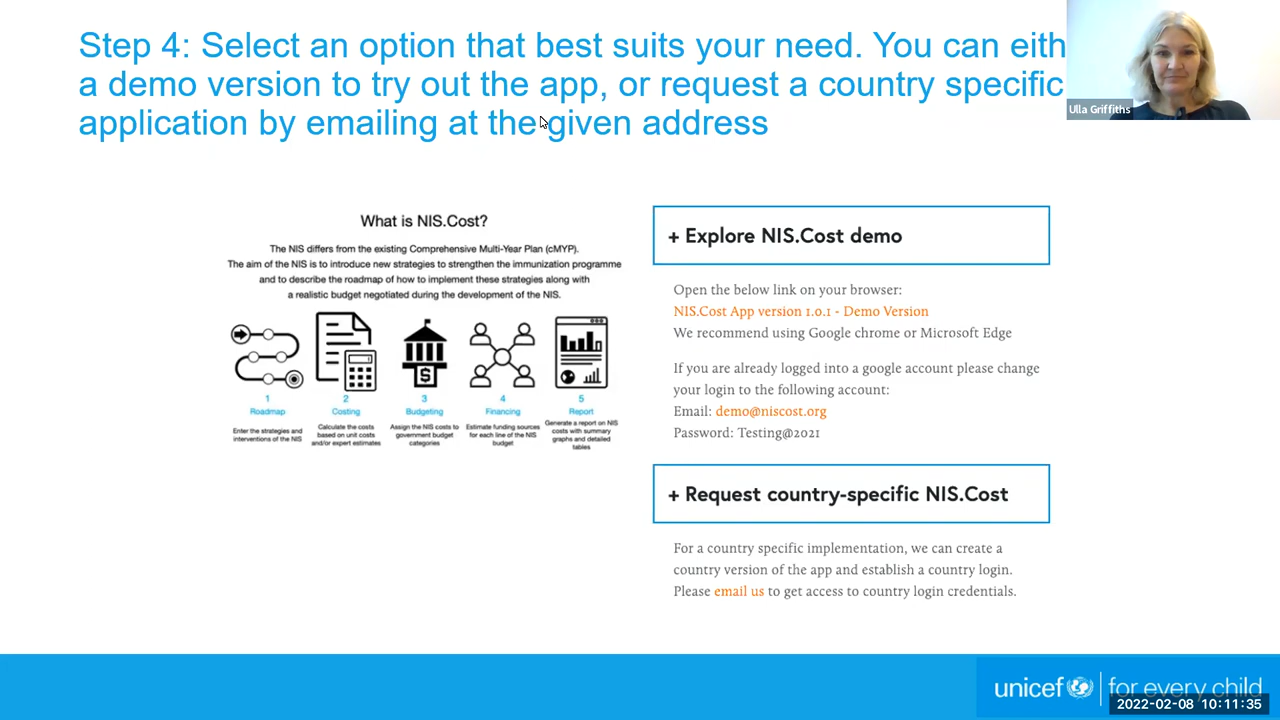 Step 4: Select an option that best suits your need. You can eith
a demo version to try out the app, or request a country specific
application by emailing at the given address
Ulla Griffiths
What is NIS.Cost?
The NIS differs from the existing Comprehensive Multi-Year Plan (cMYP).
The aim of the NIS is to introduce new strategies to strengthen the immunization programme
and to describe the roadmap of how to implement these strategies along with
a realistic budget negotiated during the development of the NIS.
1
Roadmap
Enter the strategies and
interventions of the NIS
2
Costing
Calculate the costs
based on unit costs
and/or expert estimates
3
Budgeting
Assign the NIS costs to
government budget
categories
4
Financing
Estimate funding sources
for each line of the NIS
budget
5
Report
Generate a report on NIS
costs with summary
graphs and detailed
tables
+ Explore NIS.Cost demo
Open the below link on your browser:
NIS.Cost App version 1.0.1 - Demo Version
We recommend using Google chrome or Microsoft Edge
If you are already logged into a google account please change
your login to the following account:
Email: demo@niscost.org
Password: Testing@2021
+ Request country-specific NIS.Cost
For a country specific implementation, we can create a
country version of the app and establish a country login.
Please email us to get access to country login credentials.
unicef for every child
2022-02-08 10:11:35